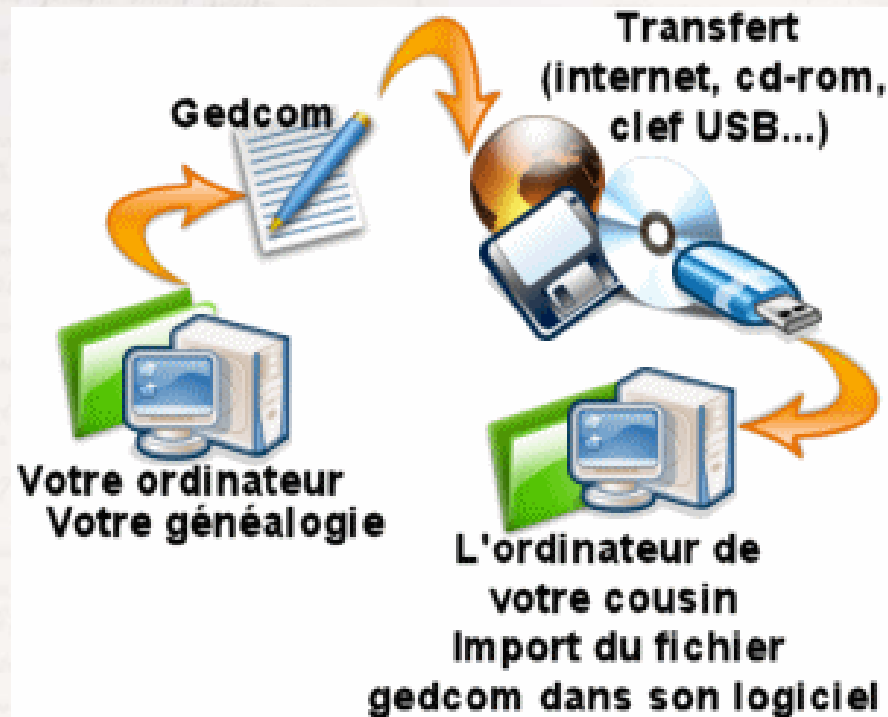 Transfert
(internet, cd-rom,
clef USB...)
Gedcom
Votre ordinateur
Votre généalogie
L'ordinateur de
votre cousin
Import du fichier
gedcom dans son logiciel